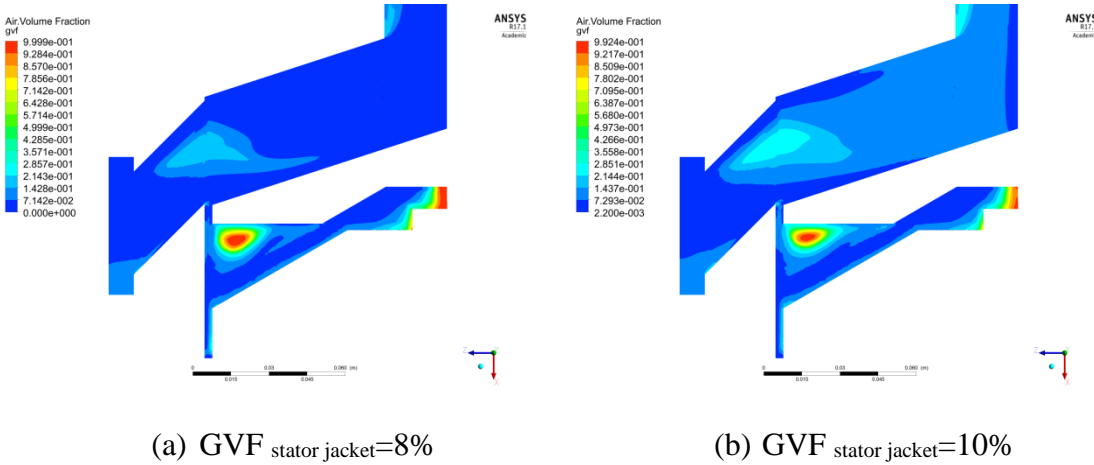 Air.Volume Fraction
gvf
9.999e-001
9.284e-001
8.570e-001
7.856e-001
7.142e-001
6.428e-001
5.714e-001
4.999e-001
4.285e-001
3.571e-001
2.857e-001
2.143e-001
1.428e-001
7.142e-002
0.000e+000
ANSYS
R17.1
Academic
0
0.03
0.060
(m)
0.015
0.045
Z
X
(a) GVF stator jacket=8%
Air.Volume Fraction
gvf
9.924e-001
9.217e-001
8.509e-001
7.802e-001
7.095e-001
6.387e-001
5.680e-001
4.973e-001
4.266e-001
3.558e-001
2.851e-001
2.144e-001
1.437e-001
7.293e-002
2.200e-003
ANSYS
R17.1
Academic
0
0.03
0.060
(m)
0.015
0.045
Z
X
(b) GVF stator jacket=10%